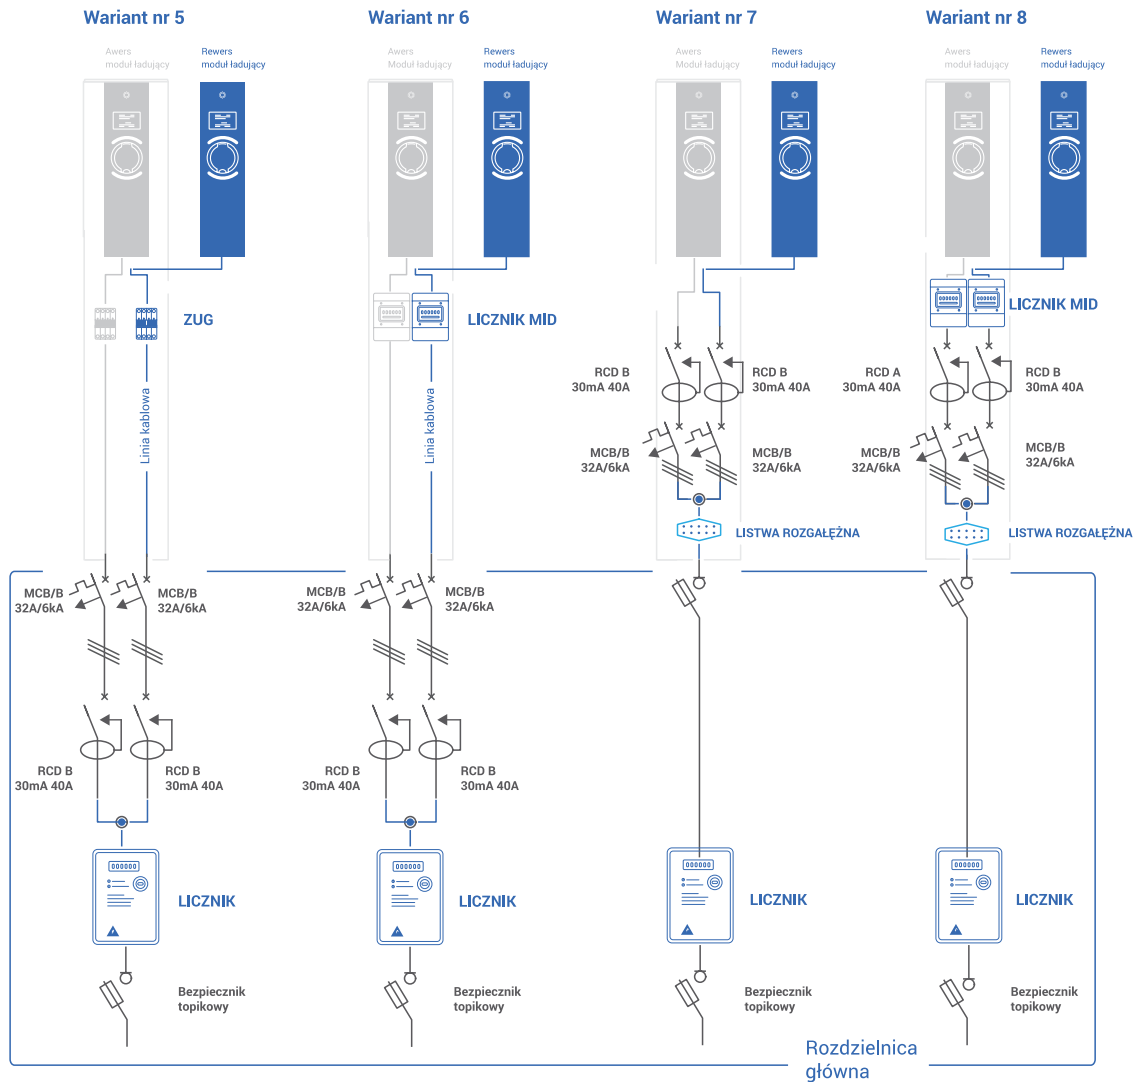 Wariant nr 5
Wariant nr 6
Wariant nr 7
Wariant nr 8
Awers
moduł ładujący
Rewers
moduł ładujący
Awers
Moduł ładujący
Rewers
moduł ładujący
Awers
Moduł ładujący
Rewers
moduł ładujący
Awers
moduł ładujący
Rewers
moduł ładujący
ZUG
LICZNIK MID
LICZNIK MID
Linia kablowa
Linia kablowa
RCD B
30mA 40A
RCD B
30mA 40A
RCD A
30mA 40A
RCD B
30mA 40A
MCB/B
32A/6kA
MCB/B
32A/6kA
MCB/B
32A/6kA
MCB/B
32A/6kA
LISTWA ROZGAŁĘŹNA
LISTWA ROZGAŁĘŹNA
MCB/B
32A/6kA
MCB/B
32A/6kA
MCB/B
32A/6kA
MCB/B
32A/6kA
RCD B
30mA 40A
RCD B
30mA 40A
RCD B
30mA 40A
RCD B
30mA 40A
LICZNIK
LICZNIK
LICZNIK
LICZNIK
Bezpiecznik
topikowy
Bezpiecznik
topikowy
Bezpiecznik
topikowy
Bezpiecznik
topikowy
Rozdzielnica
główna